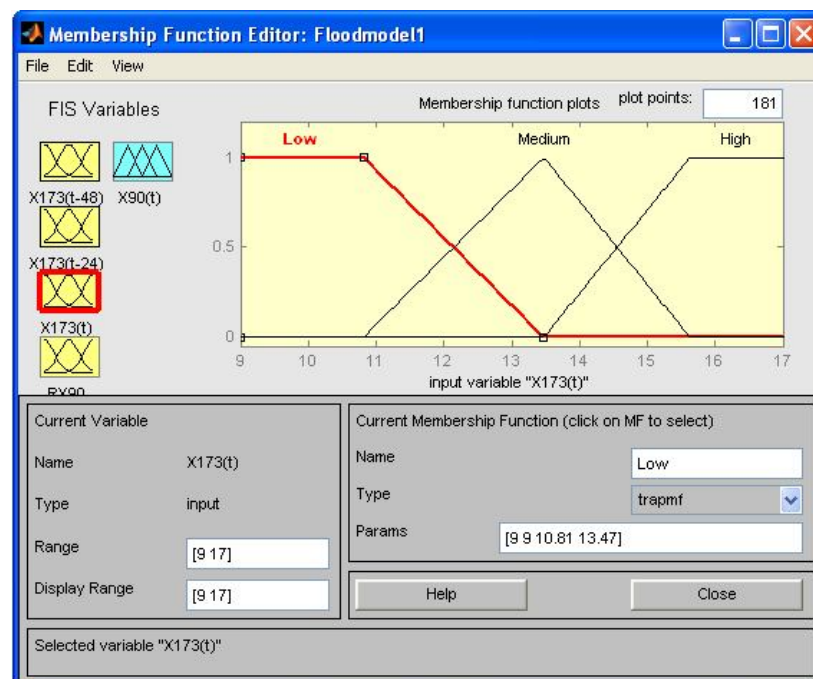 Membership Function Editor: Floodmodel1
File Edit View
FIS Variables
Membership function plots plot points: 181
X173(t-48) X90(t)
X173(t-24)
X173(t)
RX90
Low Medium High
1
0.5
0
9 10 11 12 13 14 15 16 17
input variable "X173(t)"
Current Variable
Name X173(t)
Type input
Range [9 17]
Display Range [9 17]
Current Membership Function (click on MF to select)
Name Low
Type trapmf
Params [9 9 10.81 13.47]
Help Close
Selected variable "X173(t)"